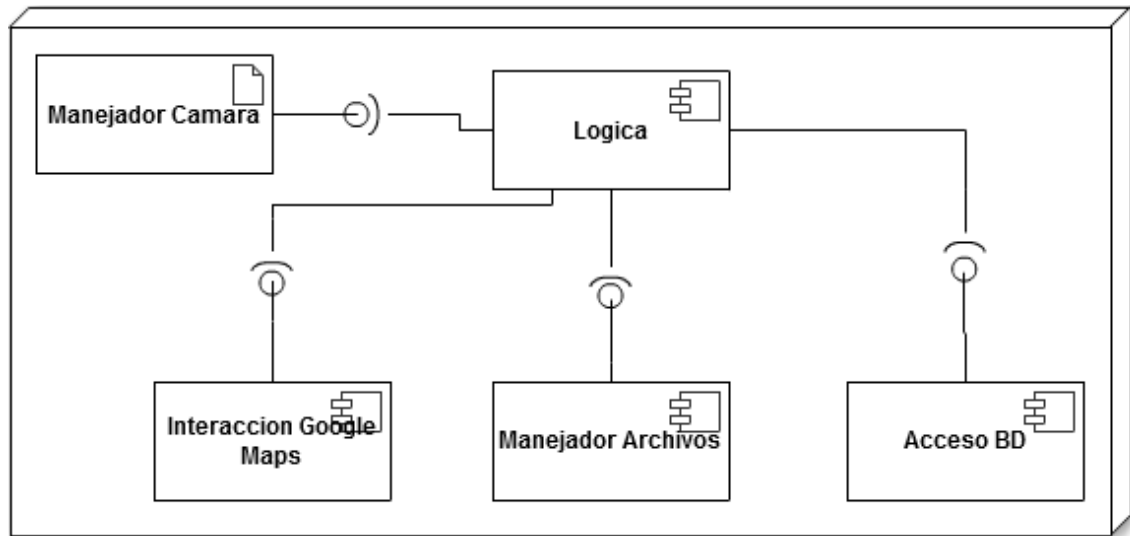 Manejador Camara
Logica
Interaccion Google
Maps
Manejador Archivos
Acceso BD